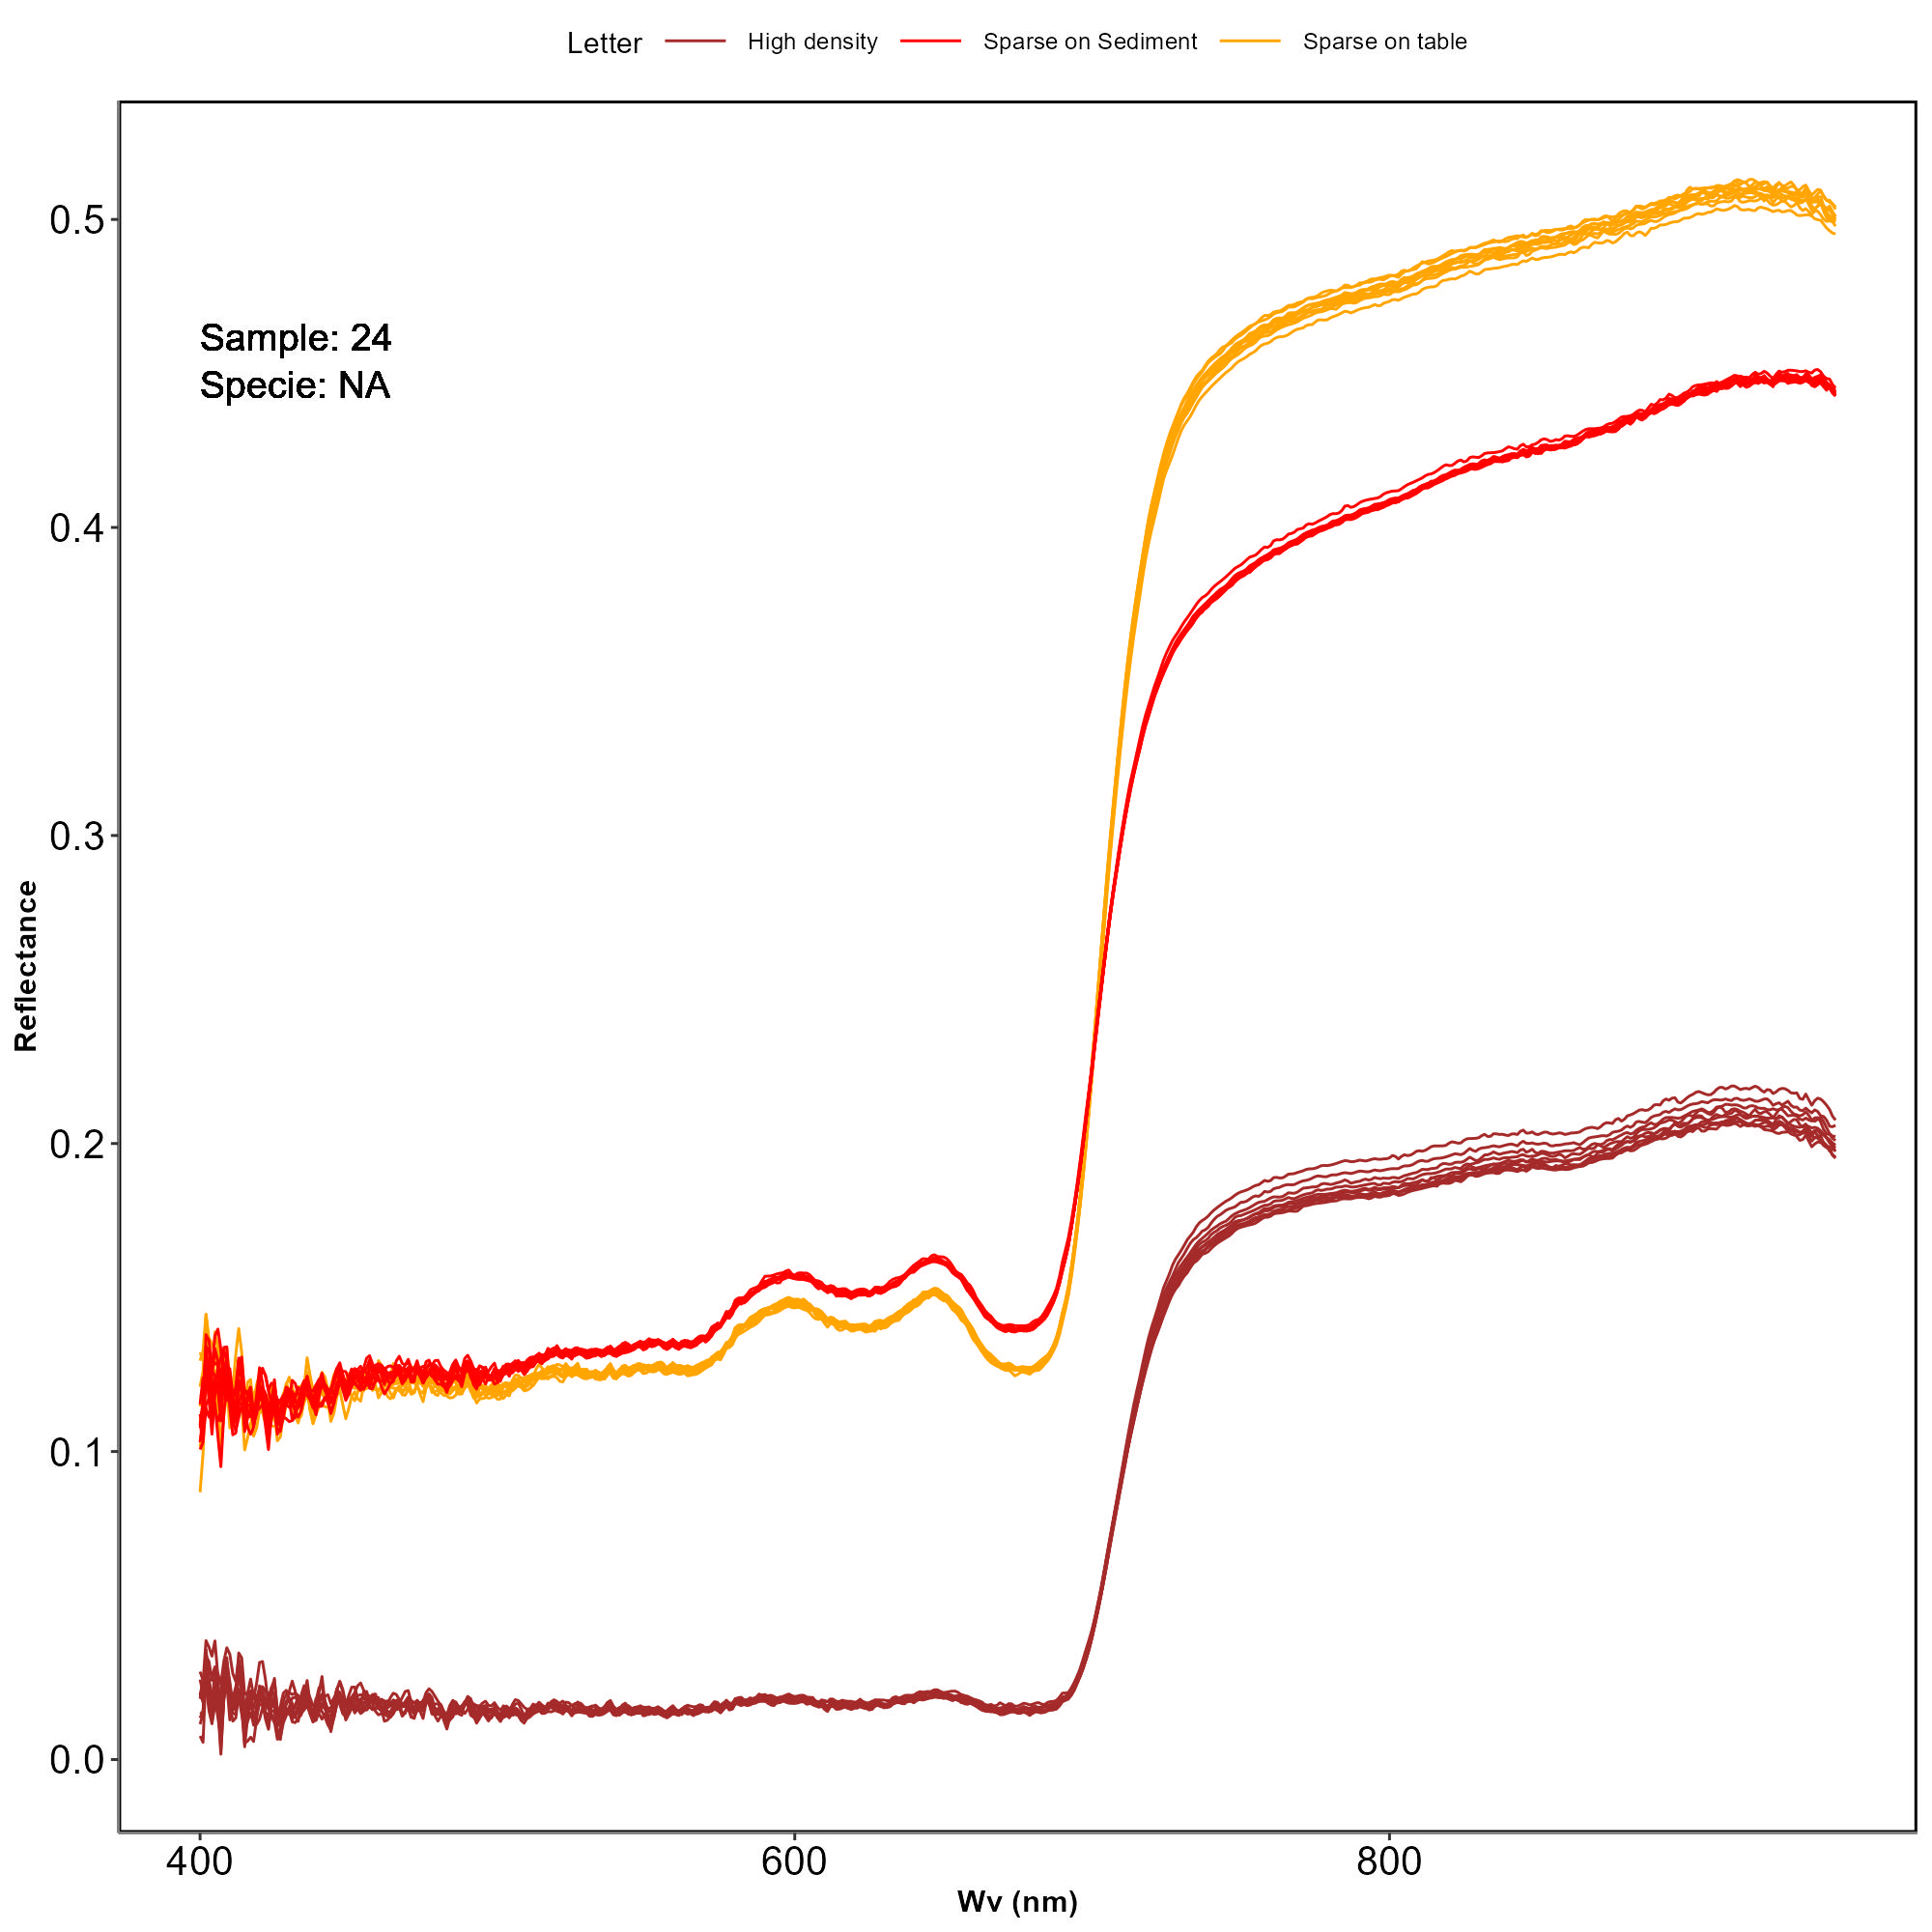 Letter High density Sparse on Sediment Sparse on table
0.5
Sample: 24
Specie: NA
0.4
0.3
Reflectance
0.2
0.1
0.0
400 600 800
Wv (nm)